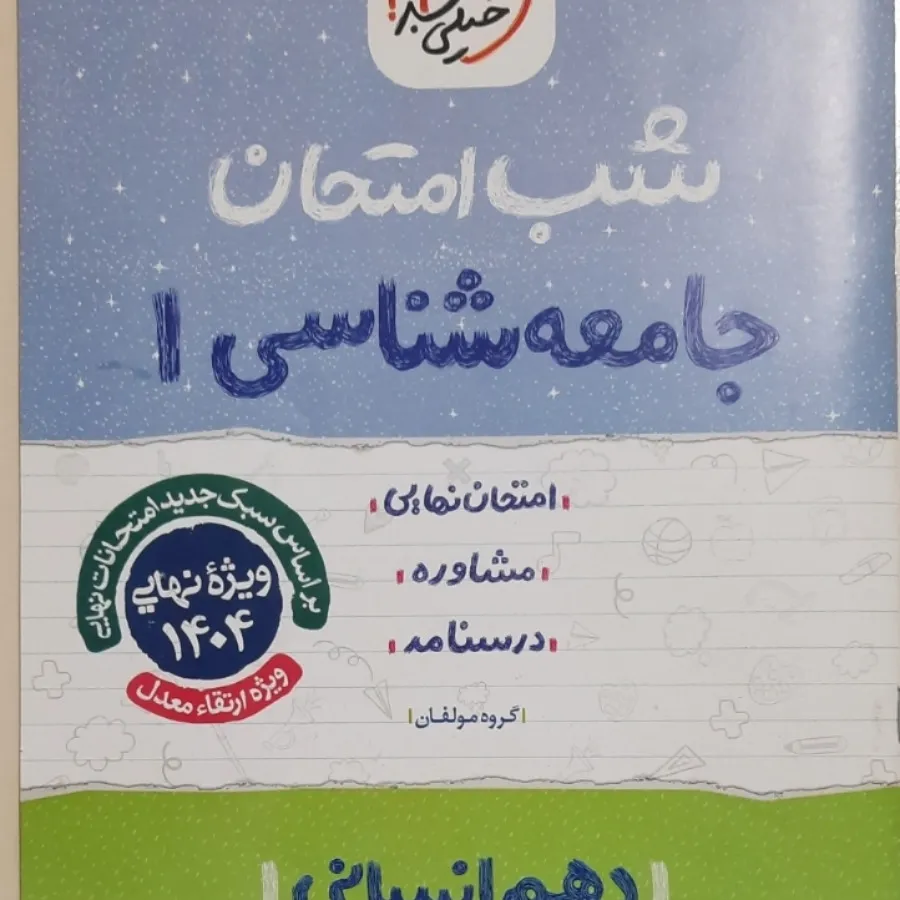 خیلی سبز!
شب امتحان
جامعه‌شناسی ۱
امتحان نهایی
مشاوره
درسنامه
گروه مولفان
بر اساس سبک جدید امتحانات نهایی
ویژهٔ نهایی
۱۴۰۴
ویژه ارتقاء معدل
دهم انسانی